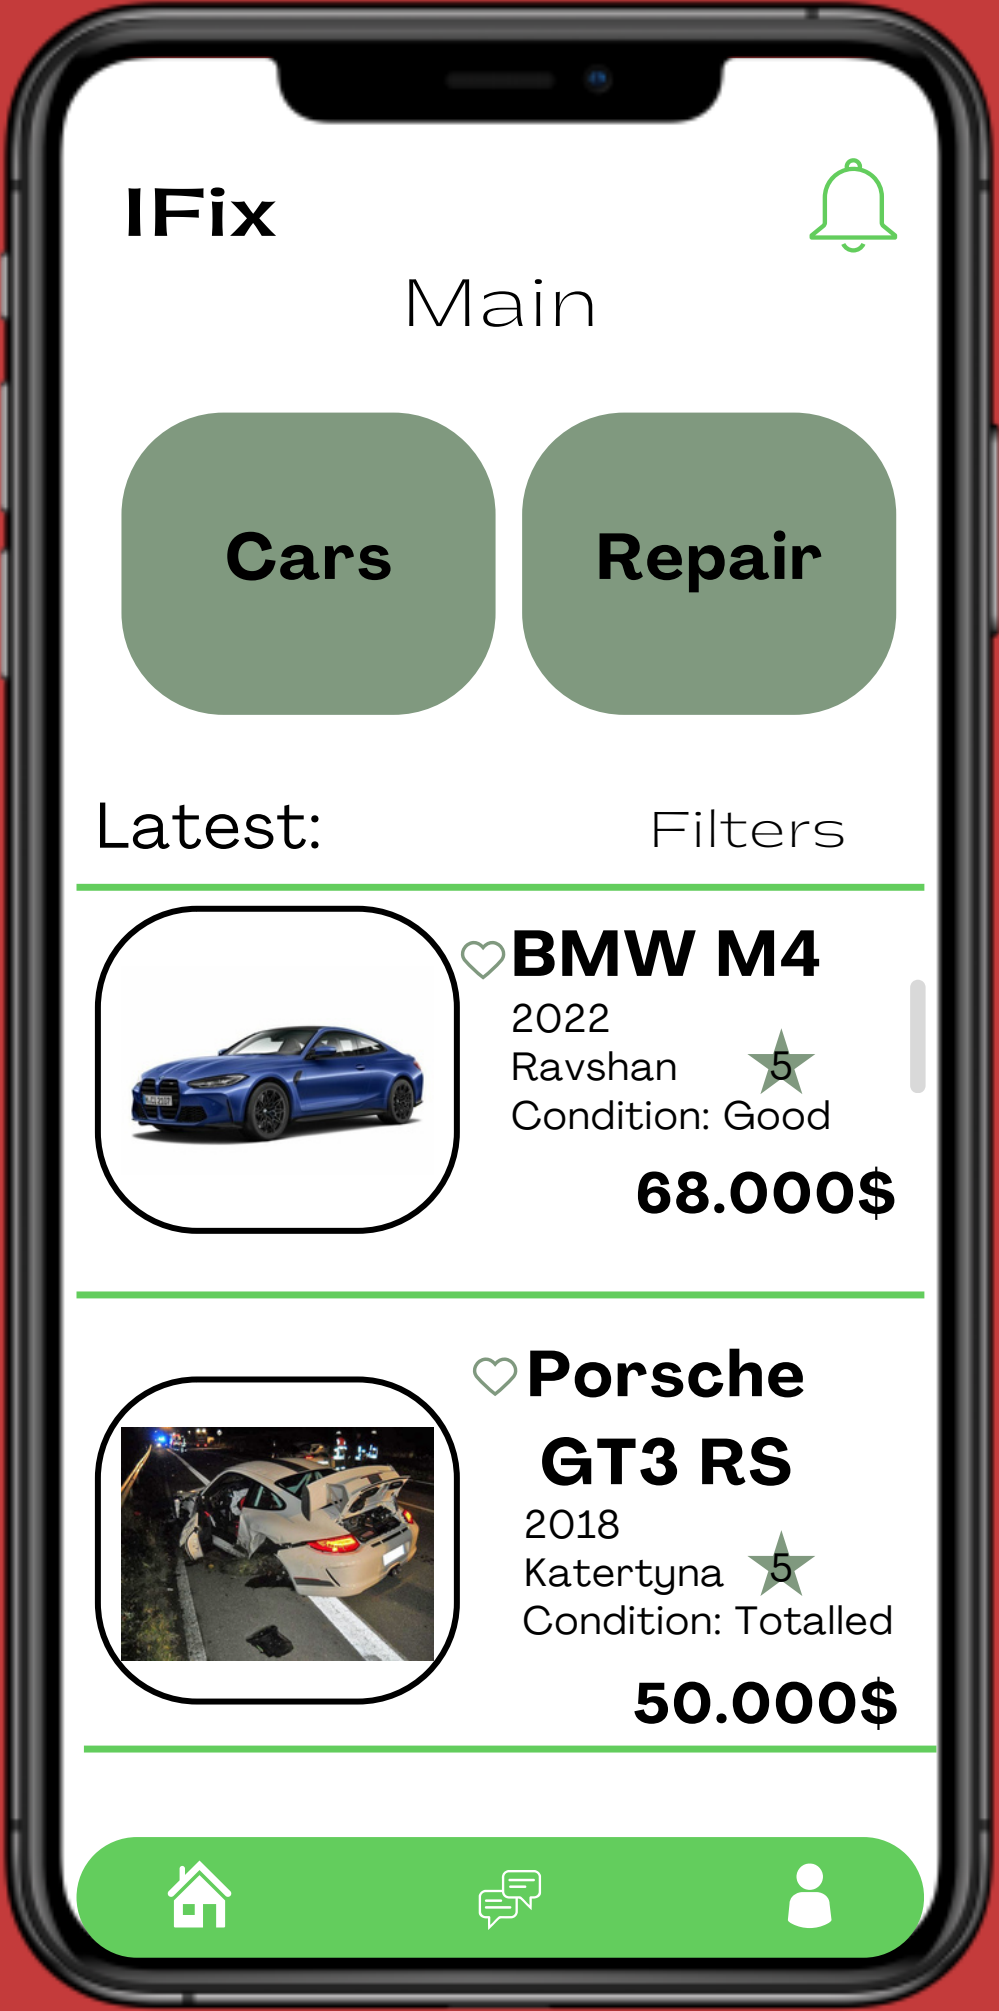 IFix
Main
Cars
Repair
Latest:
Filters
BMW M4
2022
Ravshan
5
Condition: Good
68.000$
Porsche
GT3 RS
2018
Katertyna
5
Condition: Totalled
50.000$